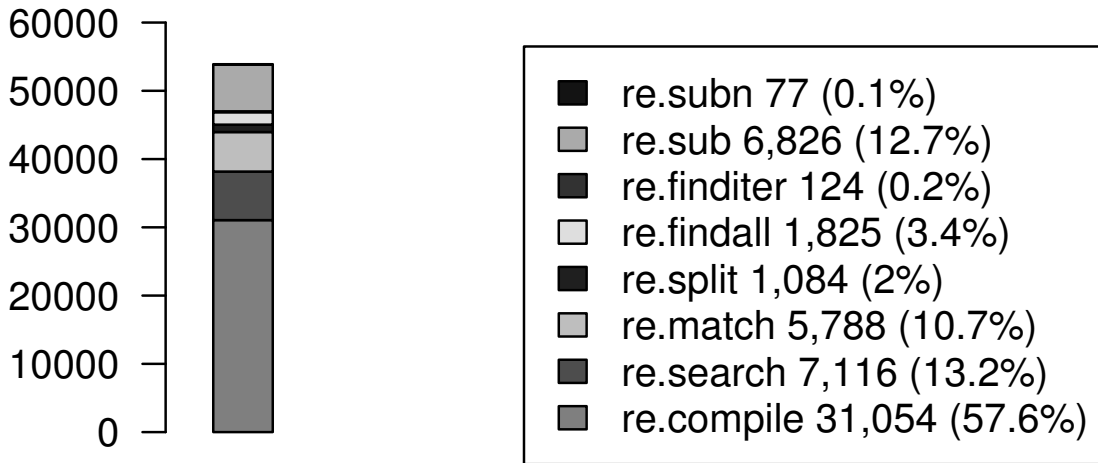 60000
50000
40000
30000
20000
10000
0
re.subn 77 (0.1%)
re.sub 6,826 (12.7%)
re.finditer 124 (0.2%)
re.findall 1,825 (3.4%)
re.split 1,084 (2%)
re.match 5,788 (10.7%)
re.search 7,116 (13.2%)
re.compile 31,054 (57.6%)